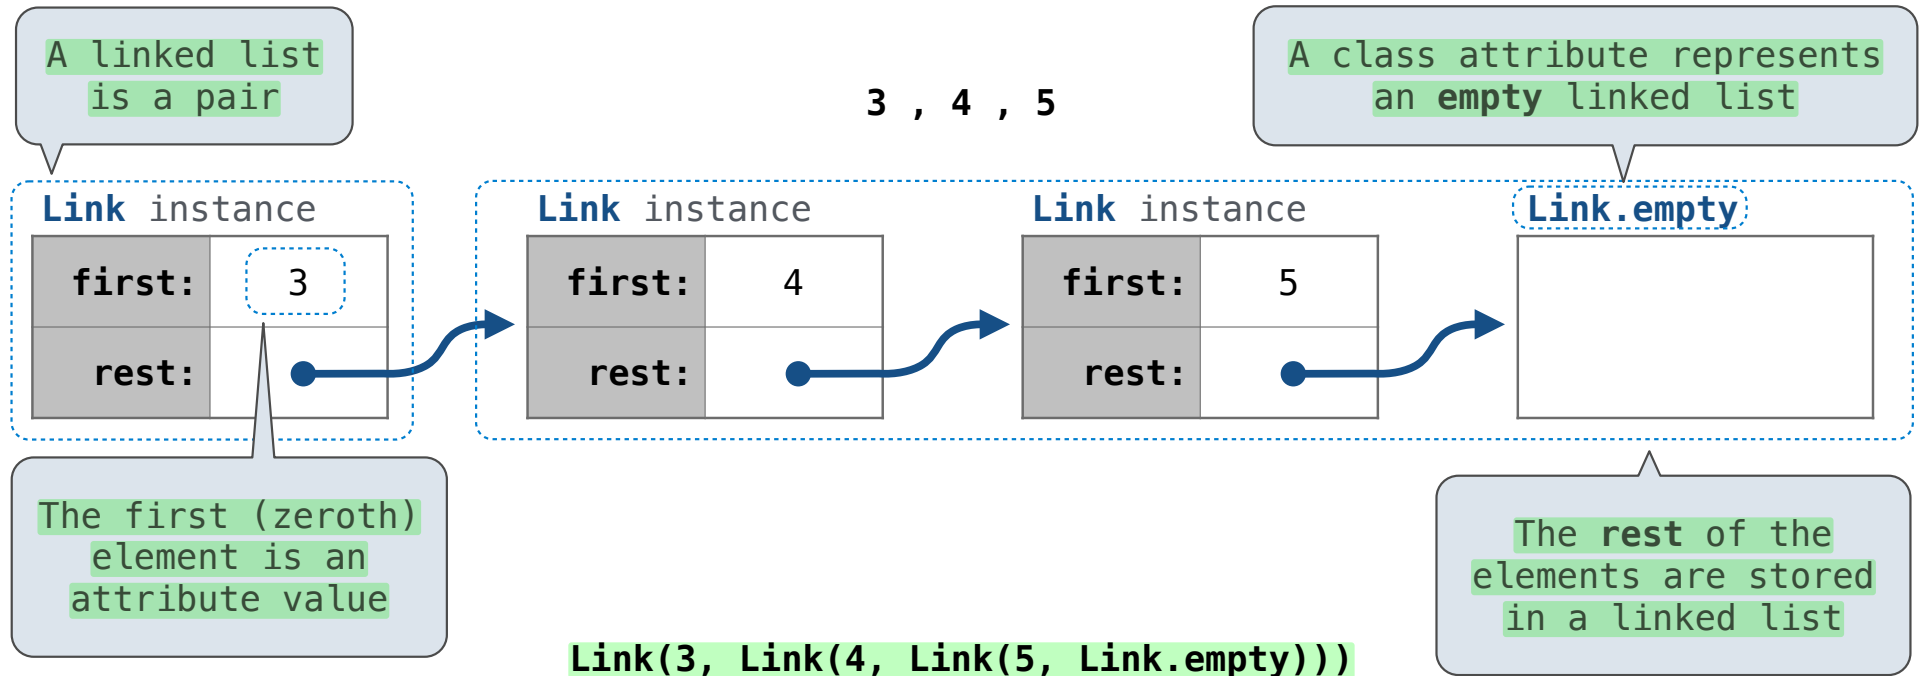 A linked list
is a pair
3 , 4 , 5
A class attribute represents
an empty linked list
Link instance
first: 3
rest:
Link instance
first: 4
rest:
Link instance
first: 5
rest:
Link.empty
The first (zeroth)
element is an
attribute value
The rest of the
elements are stored
in a linked list
Link(3, Link(4, Link(5, Link.empty)))